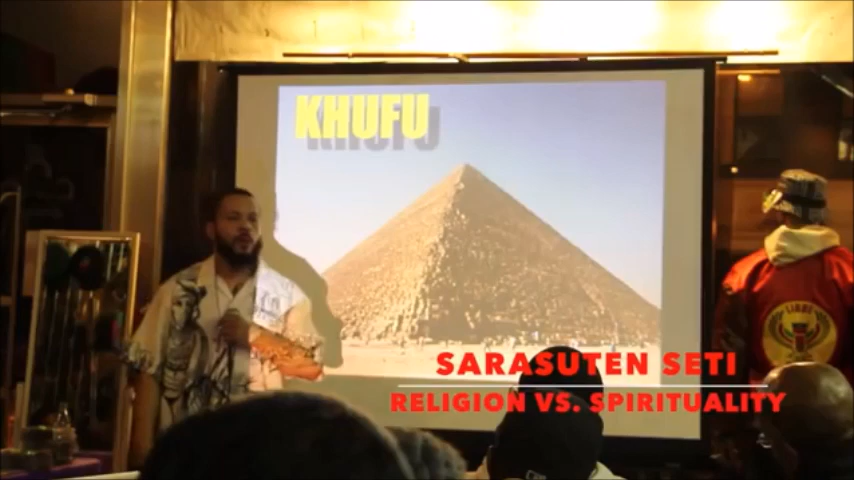 KHUFU
SARASUTEN SETI
RELIGION VS. SPIRITUALITY